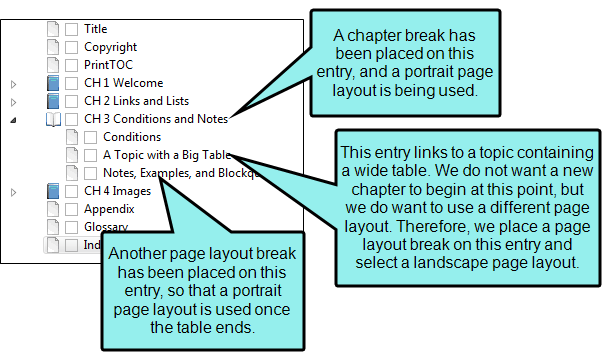 Title
Copyright
PrintTOC
CH 1 Welcome
CH 2 Links and Lists
CH 3 Conditions and Notes
Conditions
A Topic with a Big Table
Notes, Examples, and
CH 4 Images
Appendix
Glossary
A chapter break has
been placed on this
entry, and a portrait page
layout is being used.
This entry links to a topic containing
a wide table. We do not want a new
chapter to begin at this point, but
we do want to use a different page
layout. Therefore, we place a page
layout break on this entry and
select a landscape page layout.
Another page layout break
has been placed on this
entry, so that a portrait
page layout is used once
the table ends.